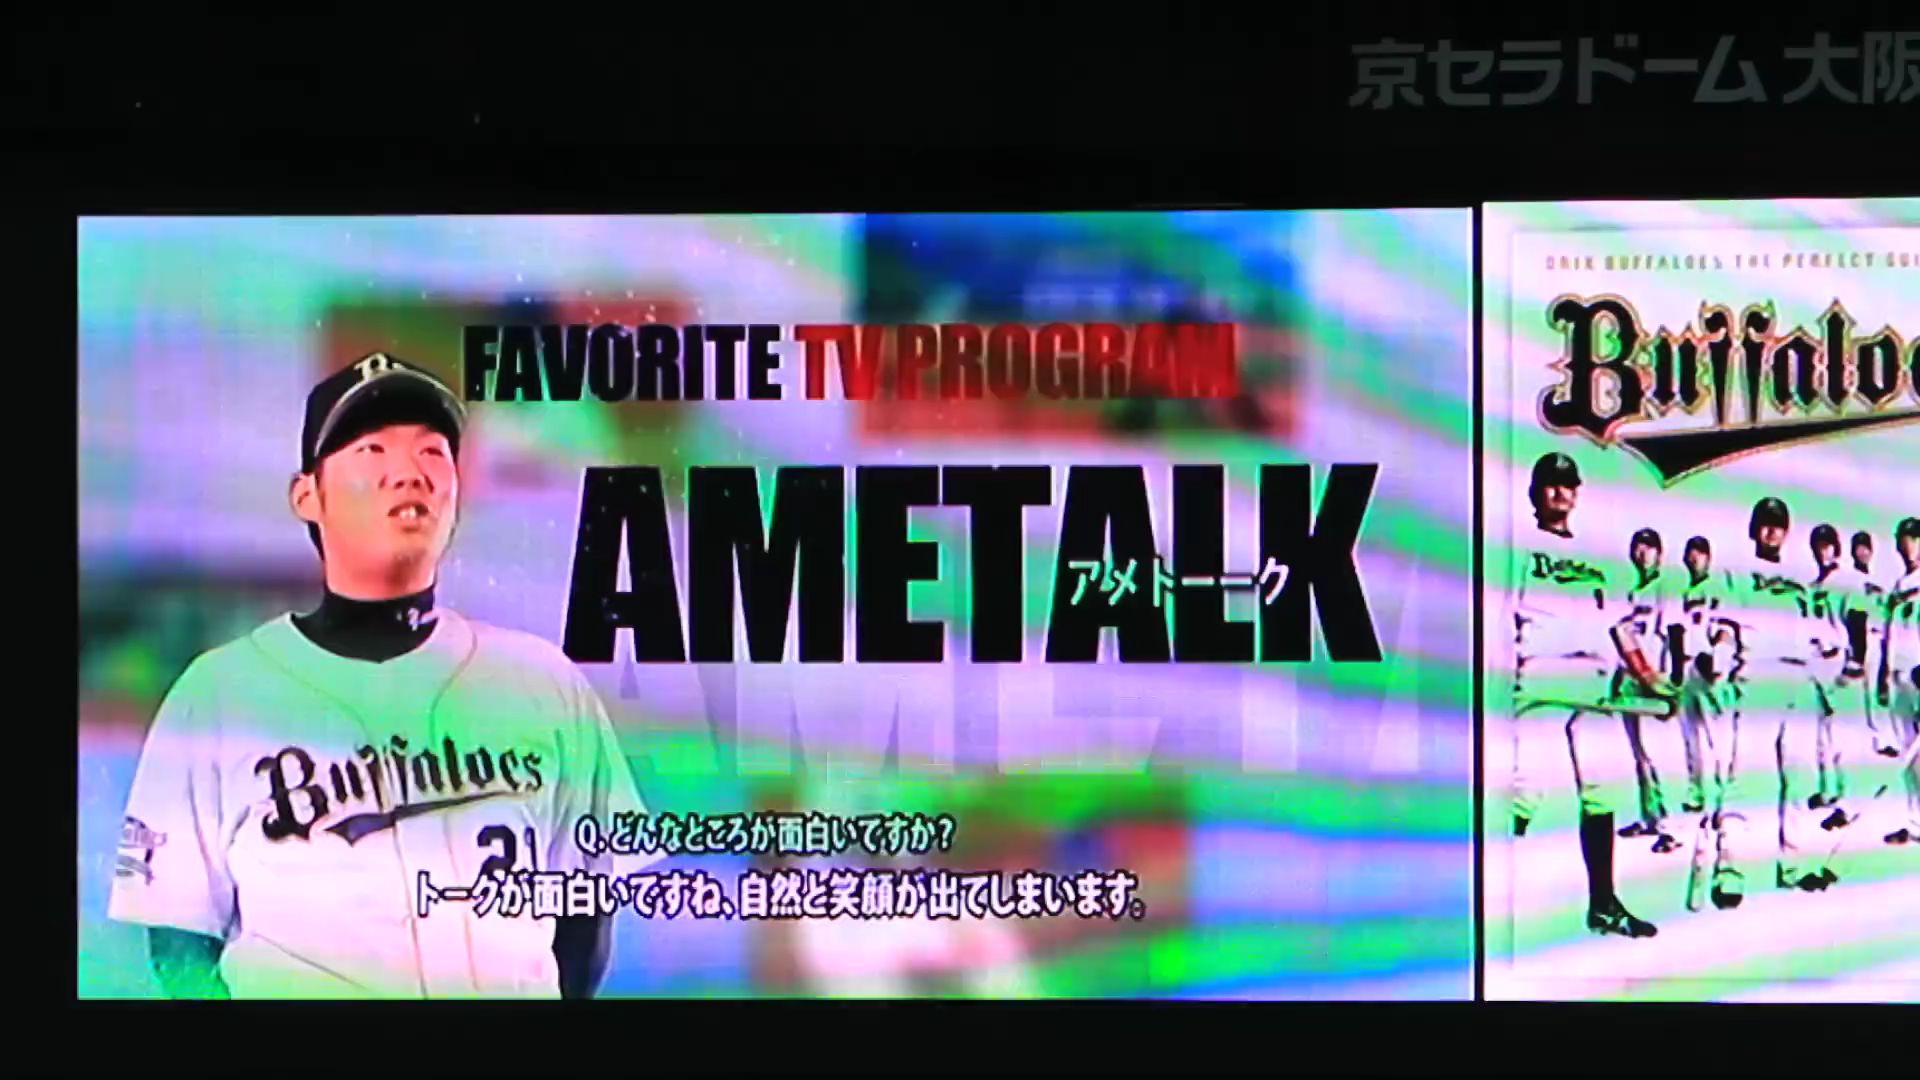 京セラドーム 大阪
FAVORITE TV PROGRAM
AMETALK
アメトーーク
Buffaloes
21
Q.どんなところが面白いですか?
トークが面白いですね、自然と笑顔が出てしまいます。
ORIX BUFFALOES THE PERFECT GUI
Buffaloe